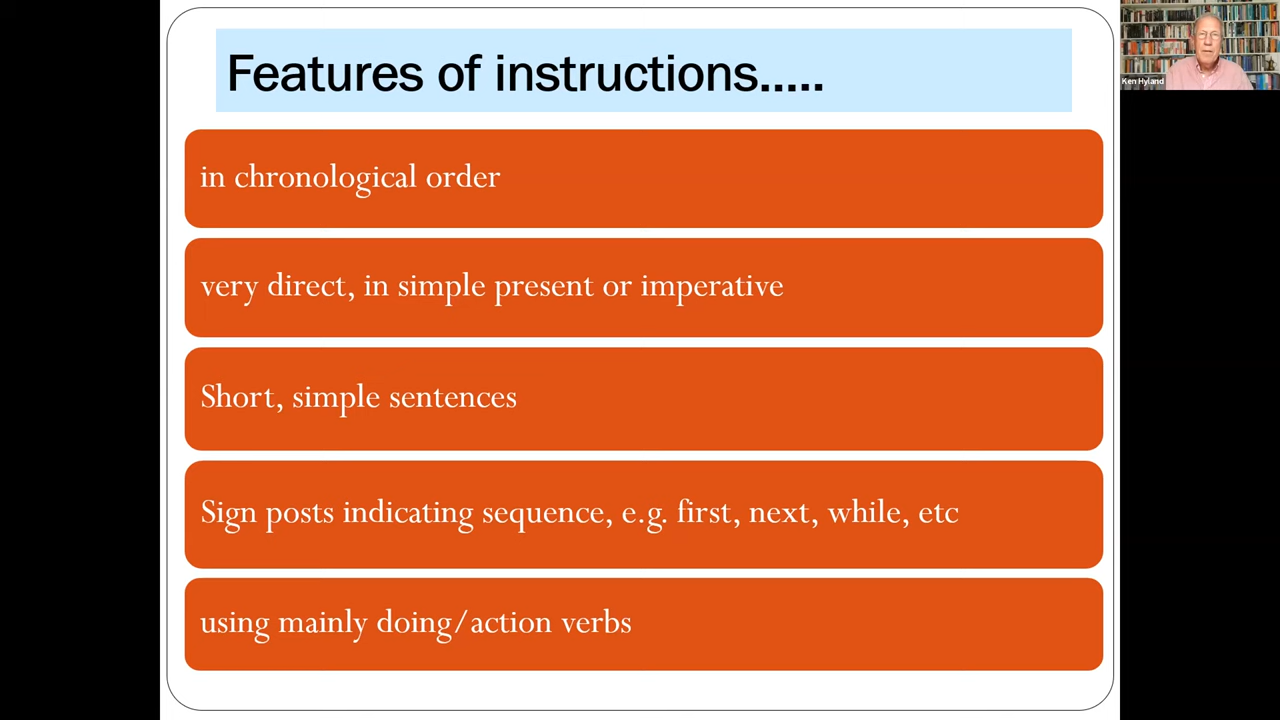 Features of instructions.....
Ken Hyland
in chronological order
very direct, in simple present or imperative
Short, simple sentences
Sign posts indicating sequence, e.g. first, next, while, etc
using mainly doing/action verbs